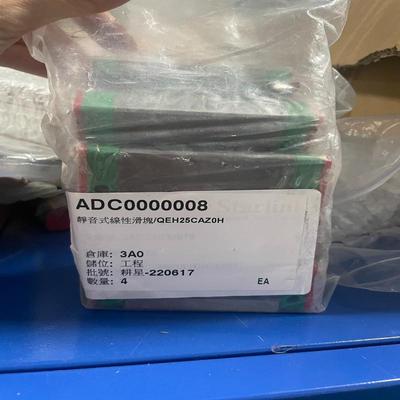 ADC0000008
靜音式線性滑塊/QEH25CAZ0H
倉庫: 3A0
儲位: 工程
批號: 耕星-220617
數量: 4 EA